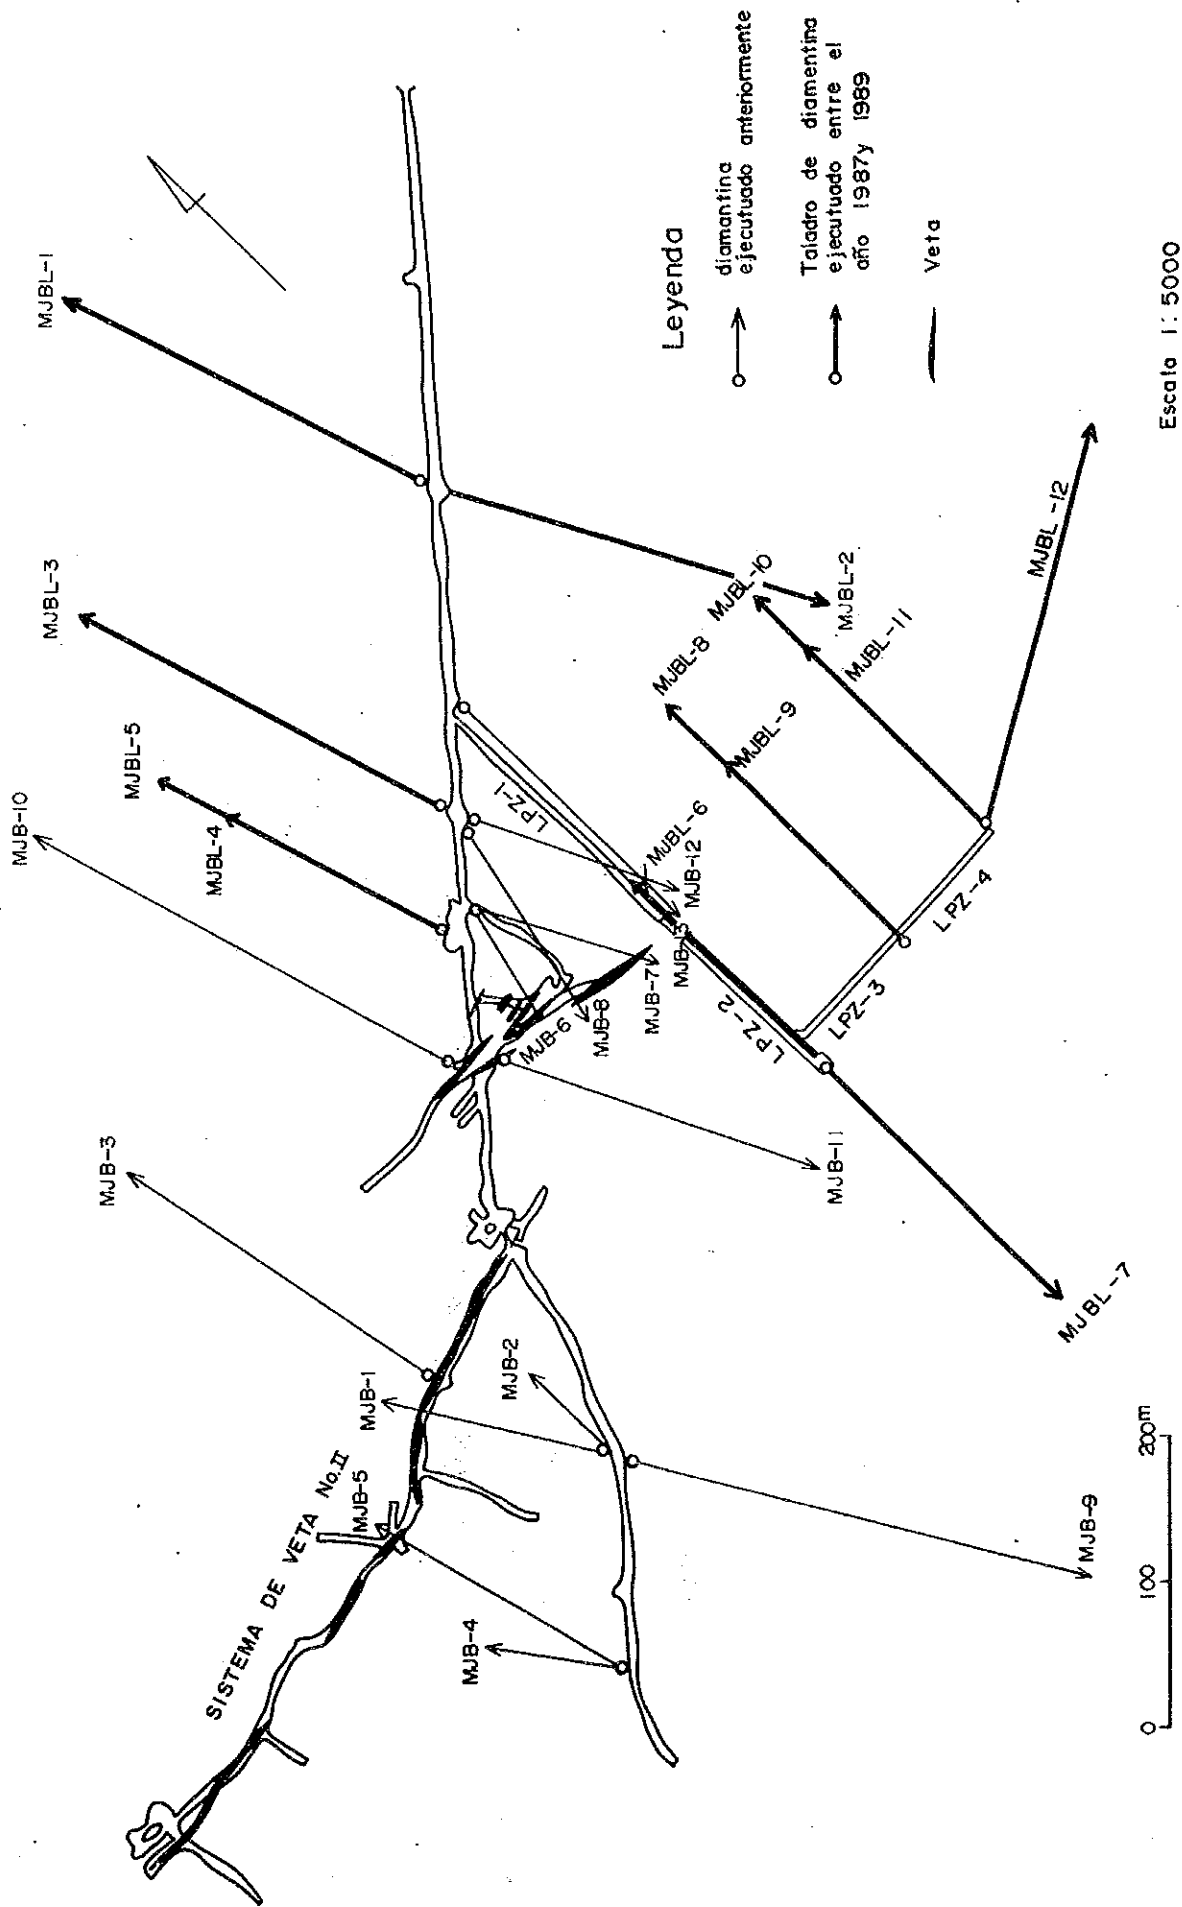 MJBL-1
MJBL-3
MJBL-5
MJB-10
MJBL-4
MJB-3
Leyenda
diamantina
ejecutuado anteriormente
Taladro de diamentina
ejecutuado entre el
año 1987y 1989
Veta
Escala 1:5000
MJBL-2
MJBL-10
MJBL-8
MJBL-11
MJBL-9
MJBL-12
LPZ-1
MJBL-6
MJB-12
MJB-13
MJB-7
MJB-8
MJB-6
LPZ-2
LPZ-3
LPZ-4
MJB-11
MJBL-7
MJB-1
MJB-2
SISTEMA DE VETA No.II
MJB-5
MJB-4
MJB-9
0 100 200m